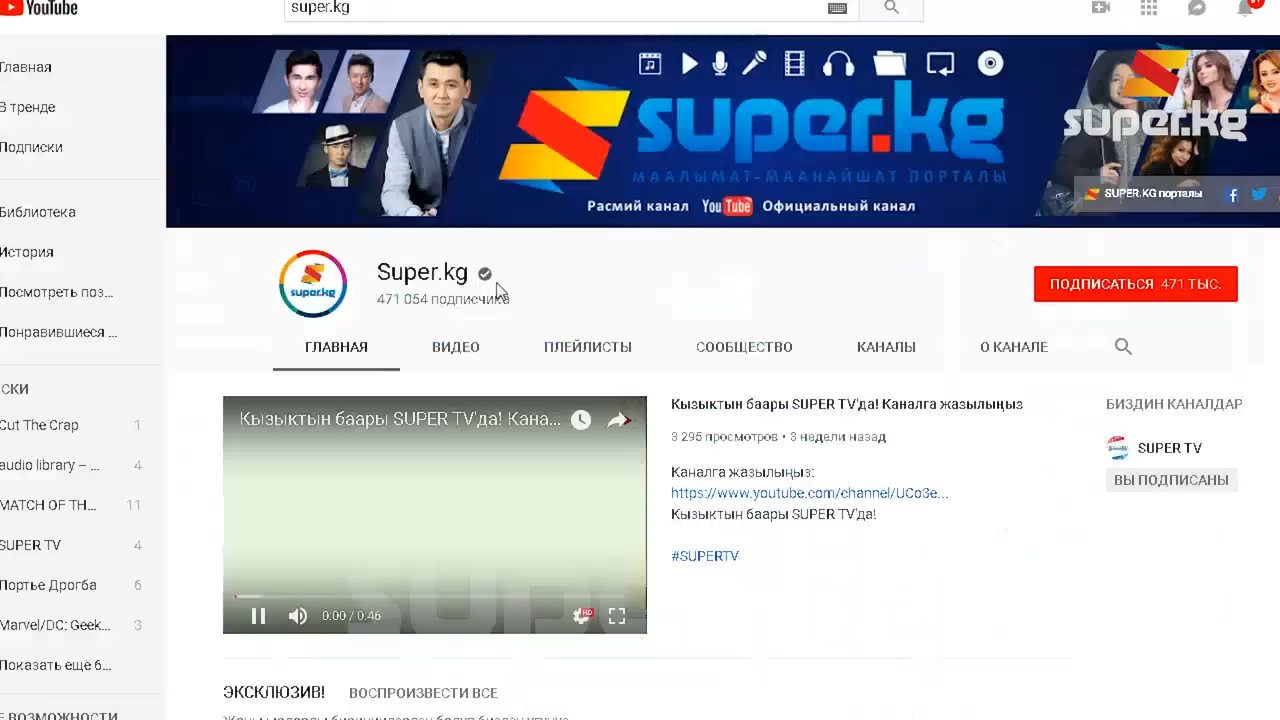 YouTube
super.kg
9+
Главная
В тренде
Подписки
Библиотека
История
Посмотреть поз...
Понравившиеся ...
ски
Cut The Crap 1
audio library – ... 4
MATCH OF TH... 11
SUPER TV 4
Портье Дрогба 6
Marvel/DC: Geek... 3
Показать ещё 6...
Е ВОЗМОЖНОСТИ
super.kg
МААЛЫМАТ-МААНАЙШАТ ПОРТАЛЫ
Расмий канал YouTube Официальный канал
super.kg
SUPER.KG порталы
super.kg
Super.kg
471 054 подписчика
ПОДПИСАТЬСЯ 471 ТЫС.
ГЛАВНАЯ ВИДЕО ПЛЕЙЛИСТЫ СООБЩЕСТВО КАНАЛЫ О КАНАЛЕ
Кызыктын баары SUPER TV'да! Кана...
0:00 / 0:46
HD
Кызыктын баары SUPER TV'да! Каналга жазылыңыз
3 295 просмотров • 3 недели назад
Каналга жазылыңыз:
https://www.youtube.com/channel/UCo3e...
Кызыктын баары SUPER TV'да!
#SUPERTV
БИЗДИН КАНАЛДАР
SUPER TV
ВЫ ПОДПИСАНЫ
ЭКСКЛЮЗИВ! ВОСПРОИЗВЕСТИ ВСЕ